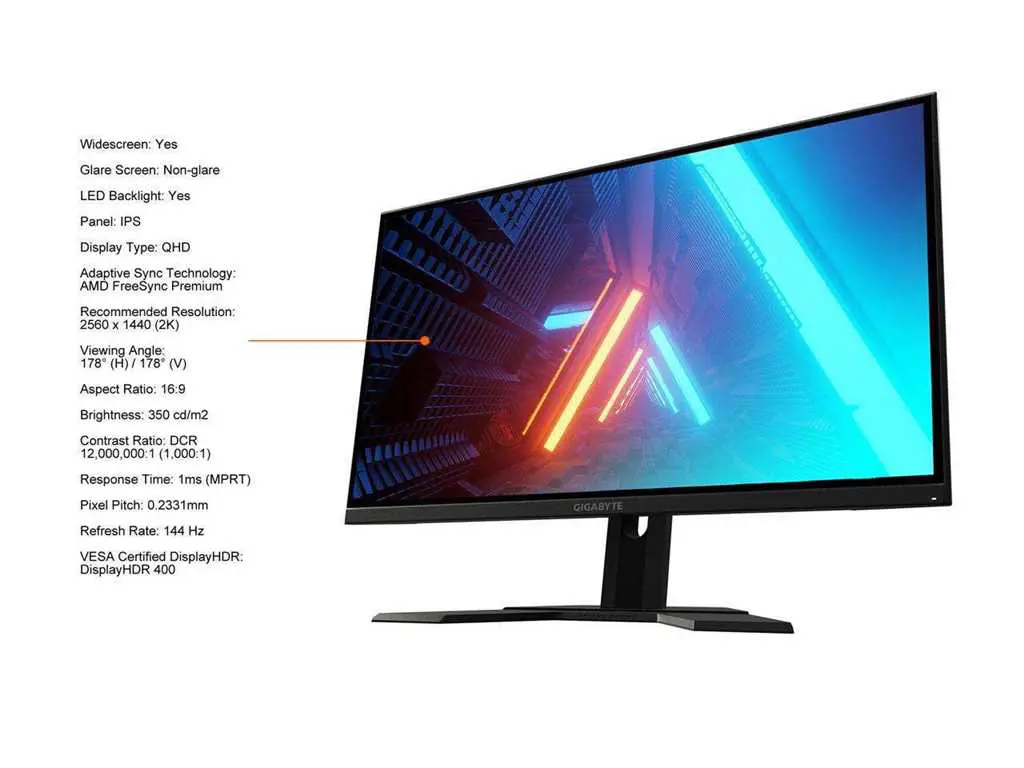 Widescreen: Yes
Glare Screen: Non-glare
LED Backlight: Yes
Panel: IPS
Display Type: QHD
Adaptive Sync Technology:
AMD FreeSync Premium
Recommended Resolution:
2560 x 1440 (2K)
Viewing Angle:
178° (H) / 178° (V)
Aspect Ratio: 16:9
Brightness: 350 cd/m2
Contrast Ratio: DCR
12,000,000:1 (1,000:1)
Response Time: 1ms (MPRT)
Pixel Pitch: 0.2331mm
Refresh Rate: 144 Hz
VESA Certified DisplayHDR:
DisplayHDR 400
GIGABYTE